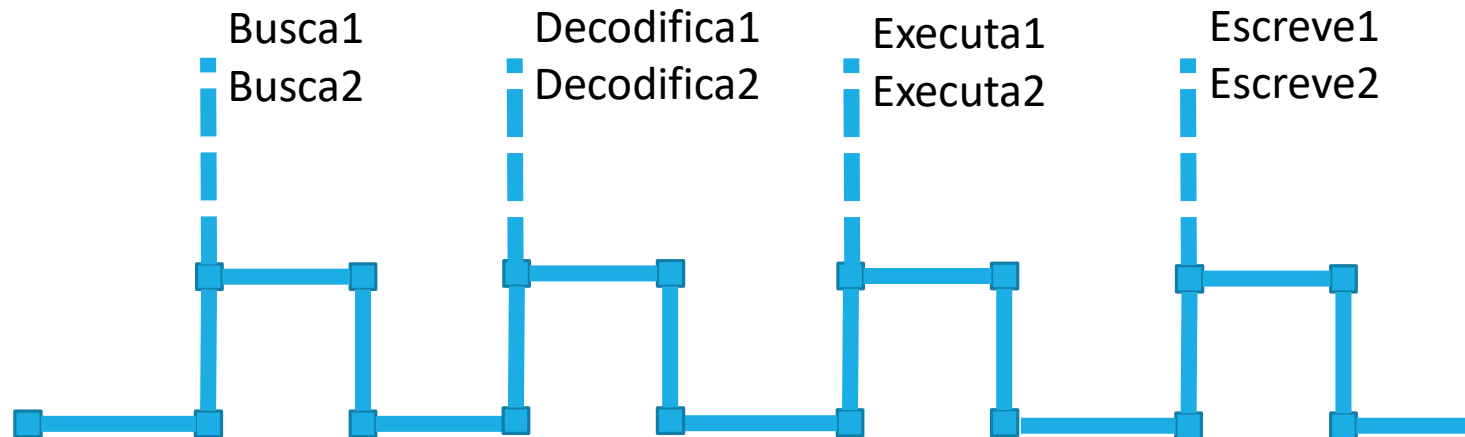 Busca1
Busca2
Decodifica1
Decodifica2
Executa1
Executa2
Escreve1
Escreve2